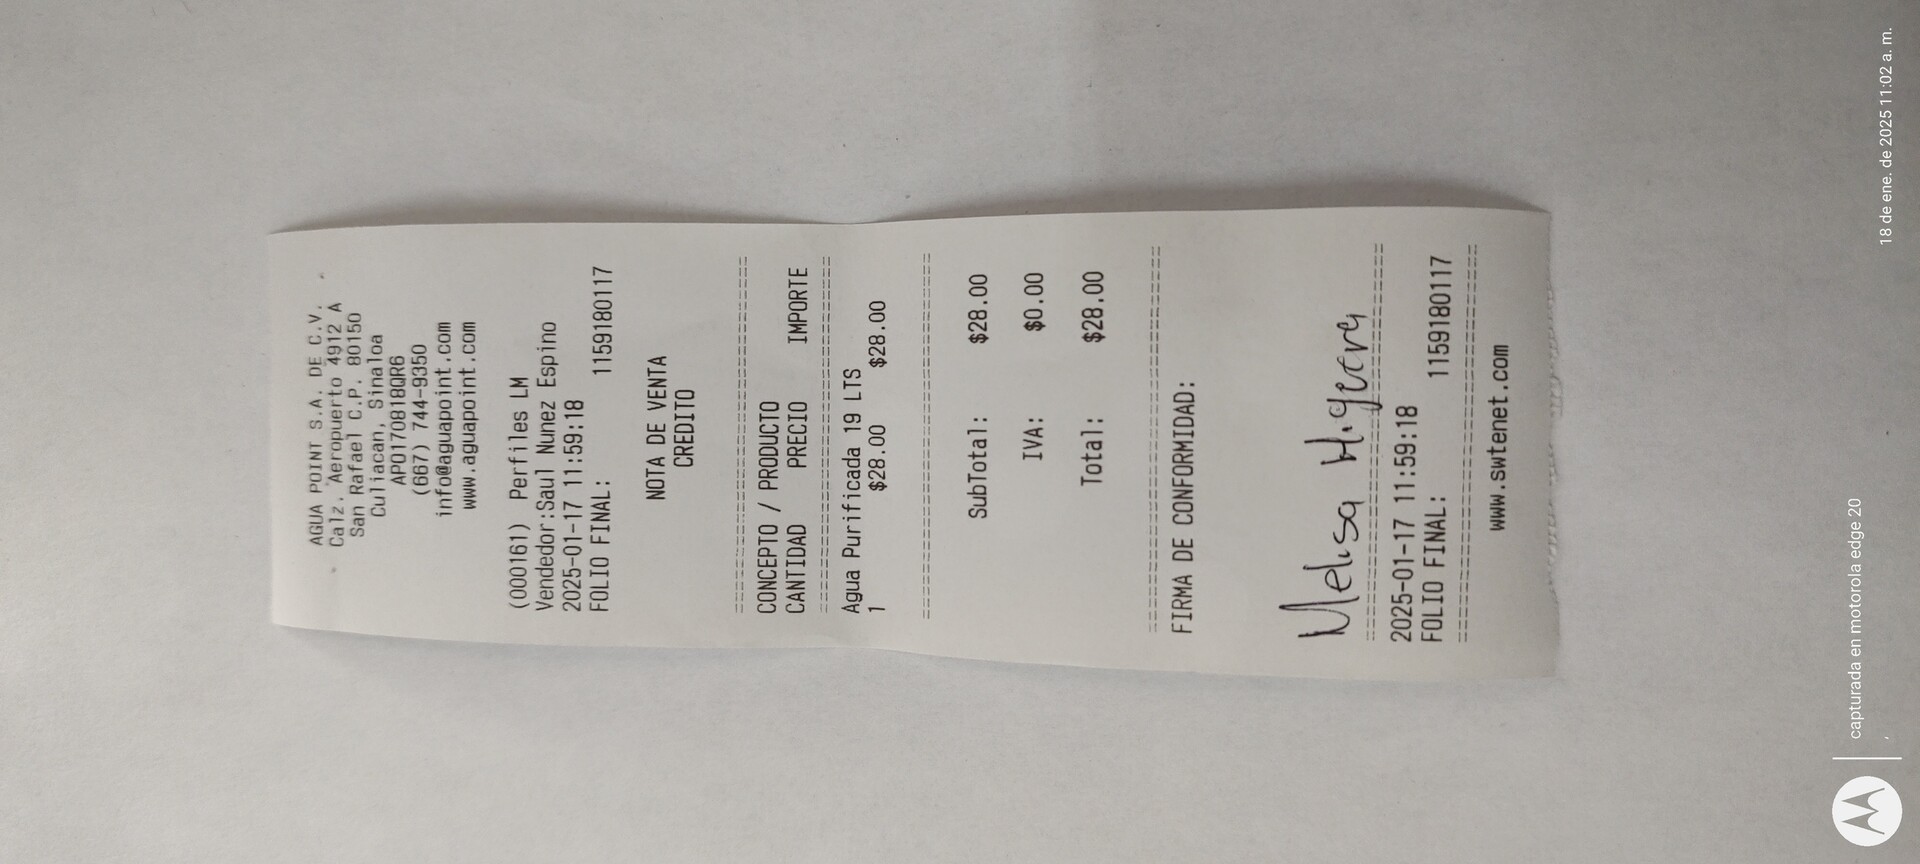 AGUA POINT S.A. DE C.V.
Calz. Aeropuerto 4912 A
San Rafael C.P. 80150
Culiacan, Sinaloa
APO170818QR6
(667) 744-9350
info@aguapoint.com
www.aguapoint.com
(000161) Perfiles LM
Vendedor:Saul Nunez Espino
2025-01-17 11:59:18
FOLIO FINAL: 1159180117
NOTA DE VENTA
CREDITO
==============================
CONCEPTO / PRODUCTO
CANTIDAD PRECIO IMPORTE
==============================
Agua Purificada 19 LTS
1 $28.00 $28.00
==============================
SubTotal: $28.00
IVA: $0.00
Total: $28.00
==============================
FIRMA DE CONFORMIDAD:
Melisa Higuera
==============================
2025-01-17 11:59:18
FOLIO FINAL: 1159180117
==============================
www.swtenet.com
capturada en motorola edge 20
18 de ene. de 2025 11:02 a. m.